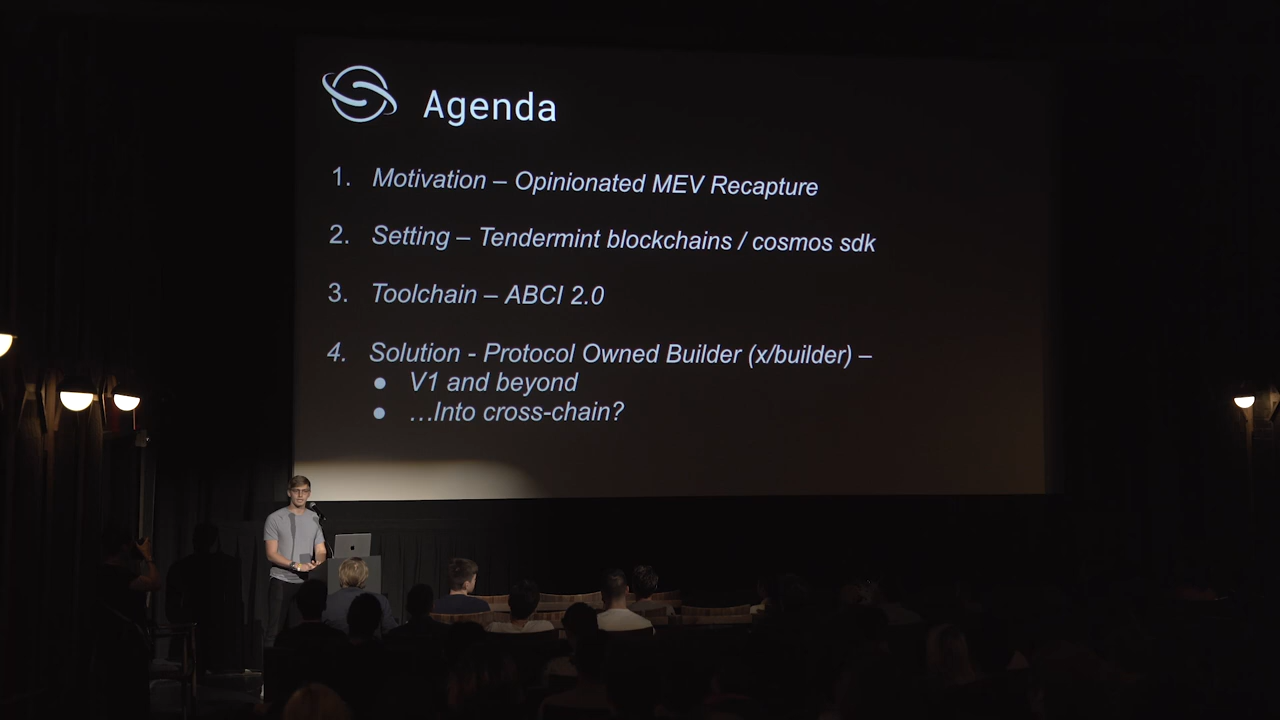 Agenda
1. Motivation – Opinionated MEV Recapture
2. Setting – Tendermint blockchains / cosmos sdk
3. Toolchain – ABCI 2.0
4. Solution - Protocol Owned Builder (x/builder) –
● V1 and beyond
● …Into cross-chain?